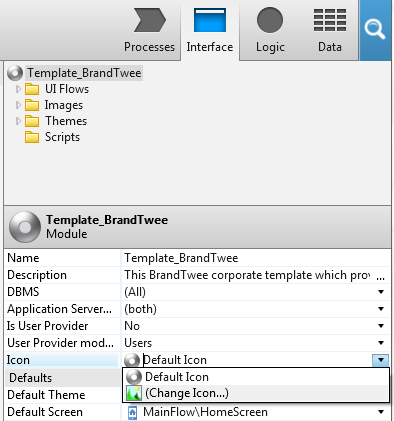 Processes Interface Logic Data
Template_BrandTwee
UI Flows
Images
Themes
Scripts
Template_BrandTwee
Module
Name Template_BrandTwee
Description This BrandTwee corporate template which prov ...
DBMS (All)
Application Server... (both)
Is User Provider No
User Provider mod... Users
Icon Default Icon
Defaults Default Icon
Default Theme (Change Icon...)
Default Screen MainFlow\HomeScreen